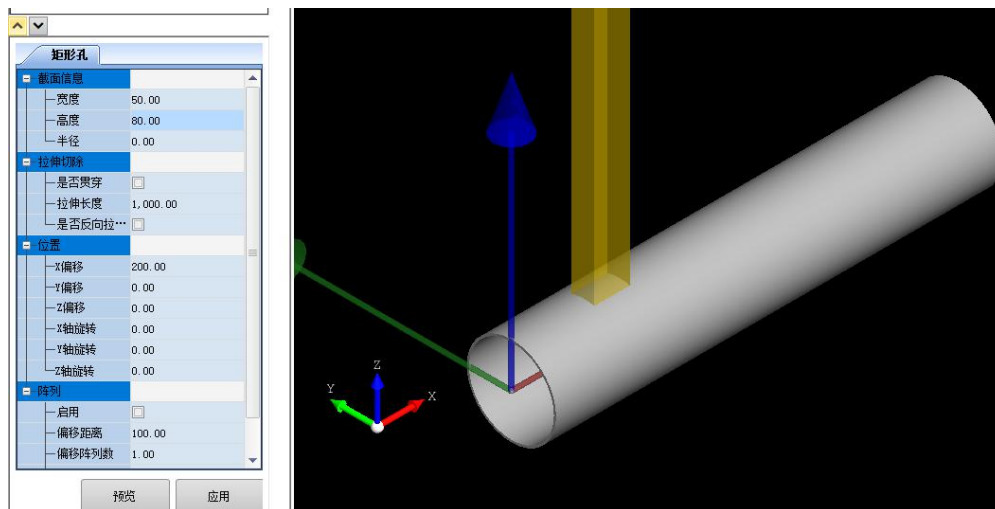 矩形孔
截面信息
宽度 50.00
高度 80.00
半径 0.00
拉伸切除
是否贯穿
拉伸长度 1,000.00
是否反向拉…
位置
X偏移 200.00
Y偏移 0.00
Z偏移 0.00
X轴旋转 0.00
Y轴旋转 0.00
Z轴旋转 0.00
阵列
启用
偏移距离 100.00
偏移阵列数 1.00
预览 应用
Z
Y
X